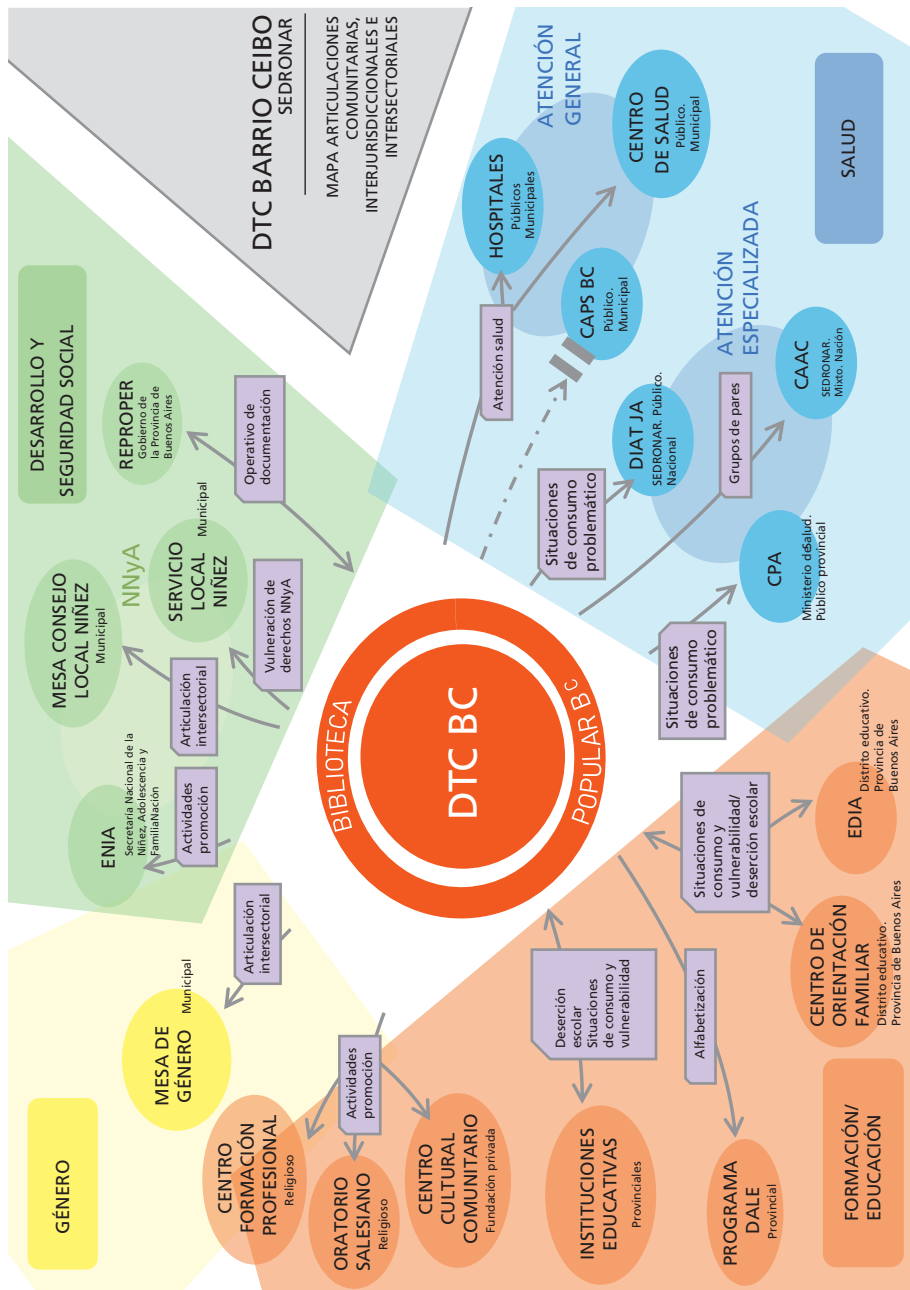 DTC BARRIO CEIBO
SEDRONAR
MAPA ARTICULACIONES
COMUNITARIAS,
INTERJURISDICCIONALES E
INTERSECTORIALES
GÉNERO
MESA DE
GÉNERO
Municipal
Articulación
intersectorial
DESARROLLO Y
SEGURIDAD SOCIAL
ENIA
Secretaria Nacional de la
Niñez, Adolescencia y
FamiliaNación
Actividades
promoción
MESA CONSEJO
LOCAL NIÑEZ
Municipal
NNyA
Articulación
intersectorial
SERVICIO
LOCAL
NIÑEZ
Municipal
Vulneración de
derechos NNyA
REPROPER
Gobierno de
la Provincia de
Buenos Aires
Operativo de
documentación
CENTRO
FORMACIÓN
PROFESIONAL
Religioso
ORATORIO
SALESIANO
Religioso
CENTRO
CULTURAL
COMUNITARIO
Fundación privada
Actividades
promoción
BIBLIOTECA
POPULAR Bc
DTC BC
INSTITUCIONES
EDUCATIVAS
Provinciales
Deserción
escolar
Situaciones
de consumo y
vulnerabilidad
PROGRAMA
DALE
Provincial
Alfabetización
CENTRO DE
ORIENTACIÓN
FAMILIAR
Distrito educativo.
Provincia de Buenos Aires
Situaciones de
consumo y
vulnerabilidad/
deserción escolar
EDIA
Distrito educativo.
Provincia de
Buenos Aires
FORMACIÓN/
EDUCACIÓN
Atención salud
HOSPITALES
Públicos
Municipales
ATENCIÓN
GENERAL
CAPS BC
Público.
Municipal
CENTRO
DE SALUD
Público.
Municipal
Situaciones
de consumo
problemático
DIAT JA
SEDRONAR. Público.
Nacional
ATENCIÓN
ESPECIALIZADA
Grupos de pares
CAAC
SEDRONAR.
Mixto. Nación
Situaciones
de consumo
problemático
CPA
Ministerio deSalud.
Público provincial
SALUD